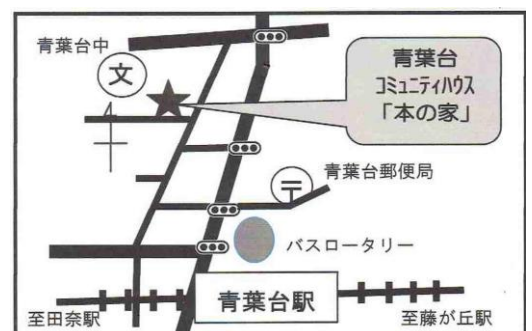 青葉台中
文
青葉台
コミュニティハウス
「本の家」
青葉台郵便局
〒
バスロータリー
青葉台駅
至田奈駅
至藤が丘駅